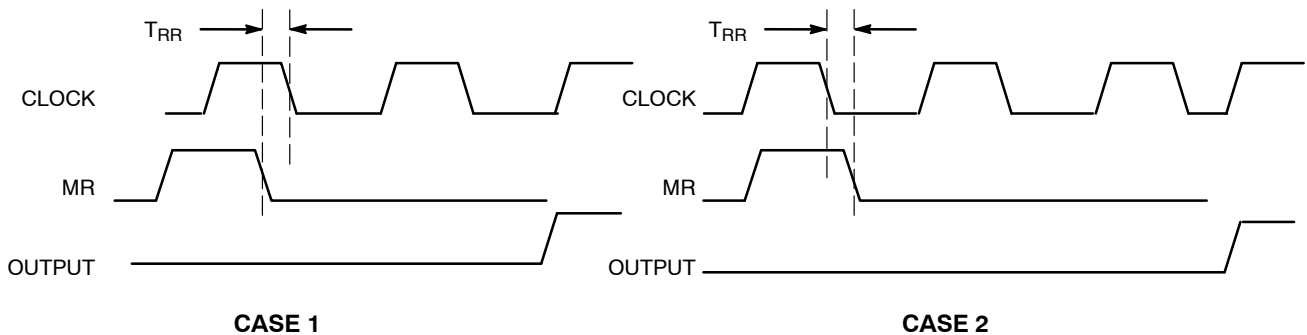 T_RR
CLOCK
MR
OUTPUT
CASE 1
T_RR
CLOCK
MR
OUTPUT
CASE 2